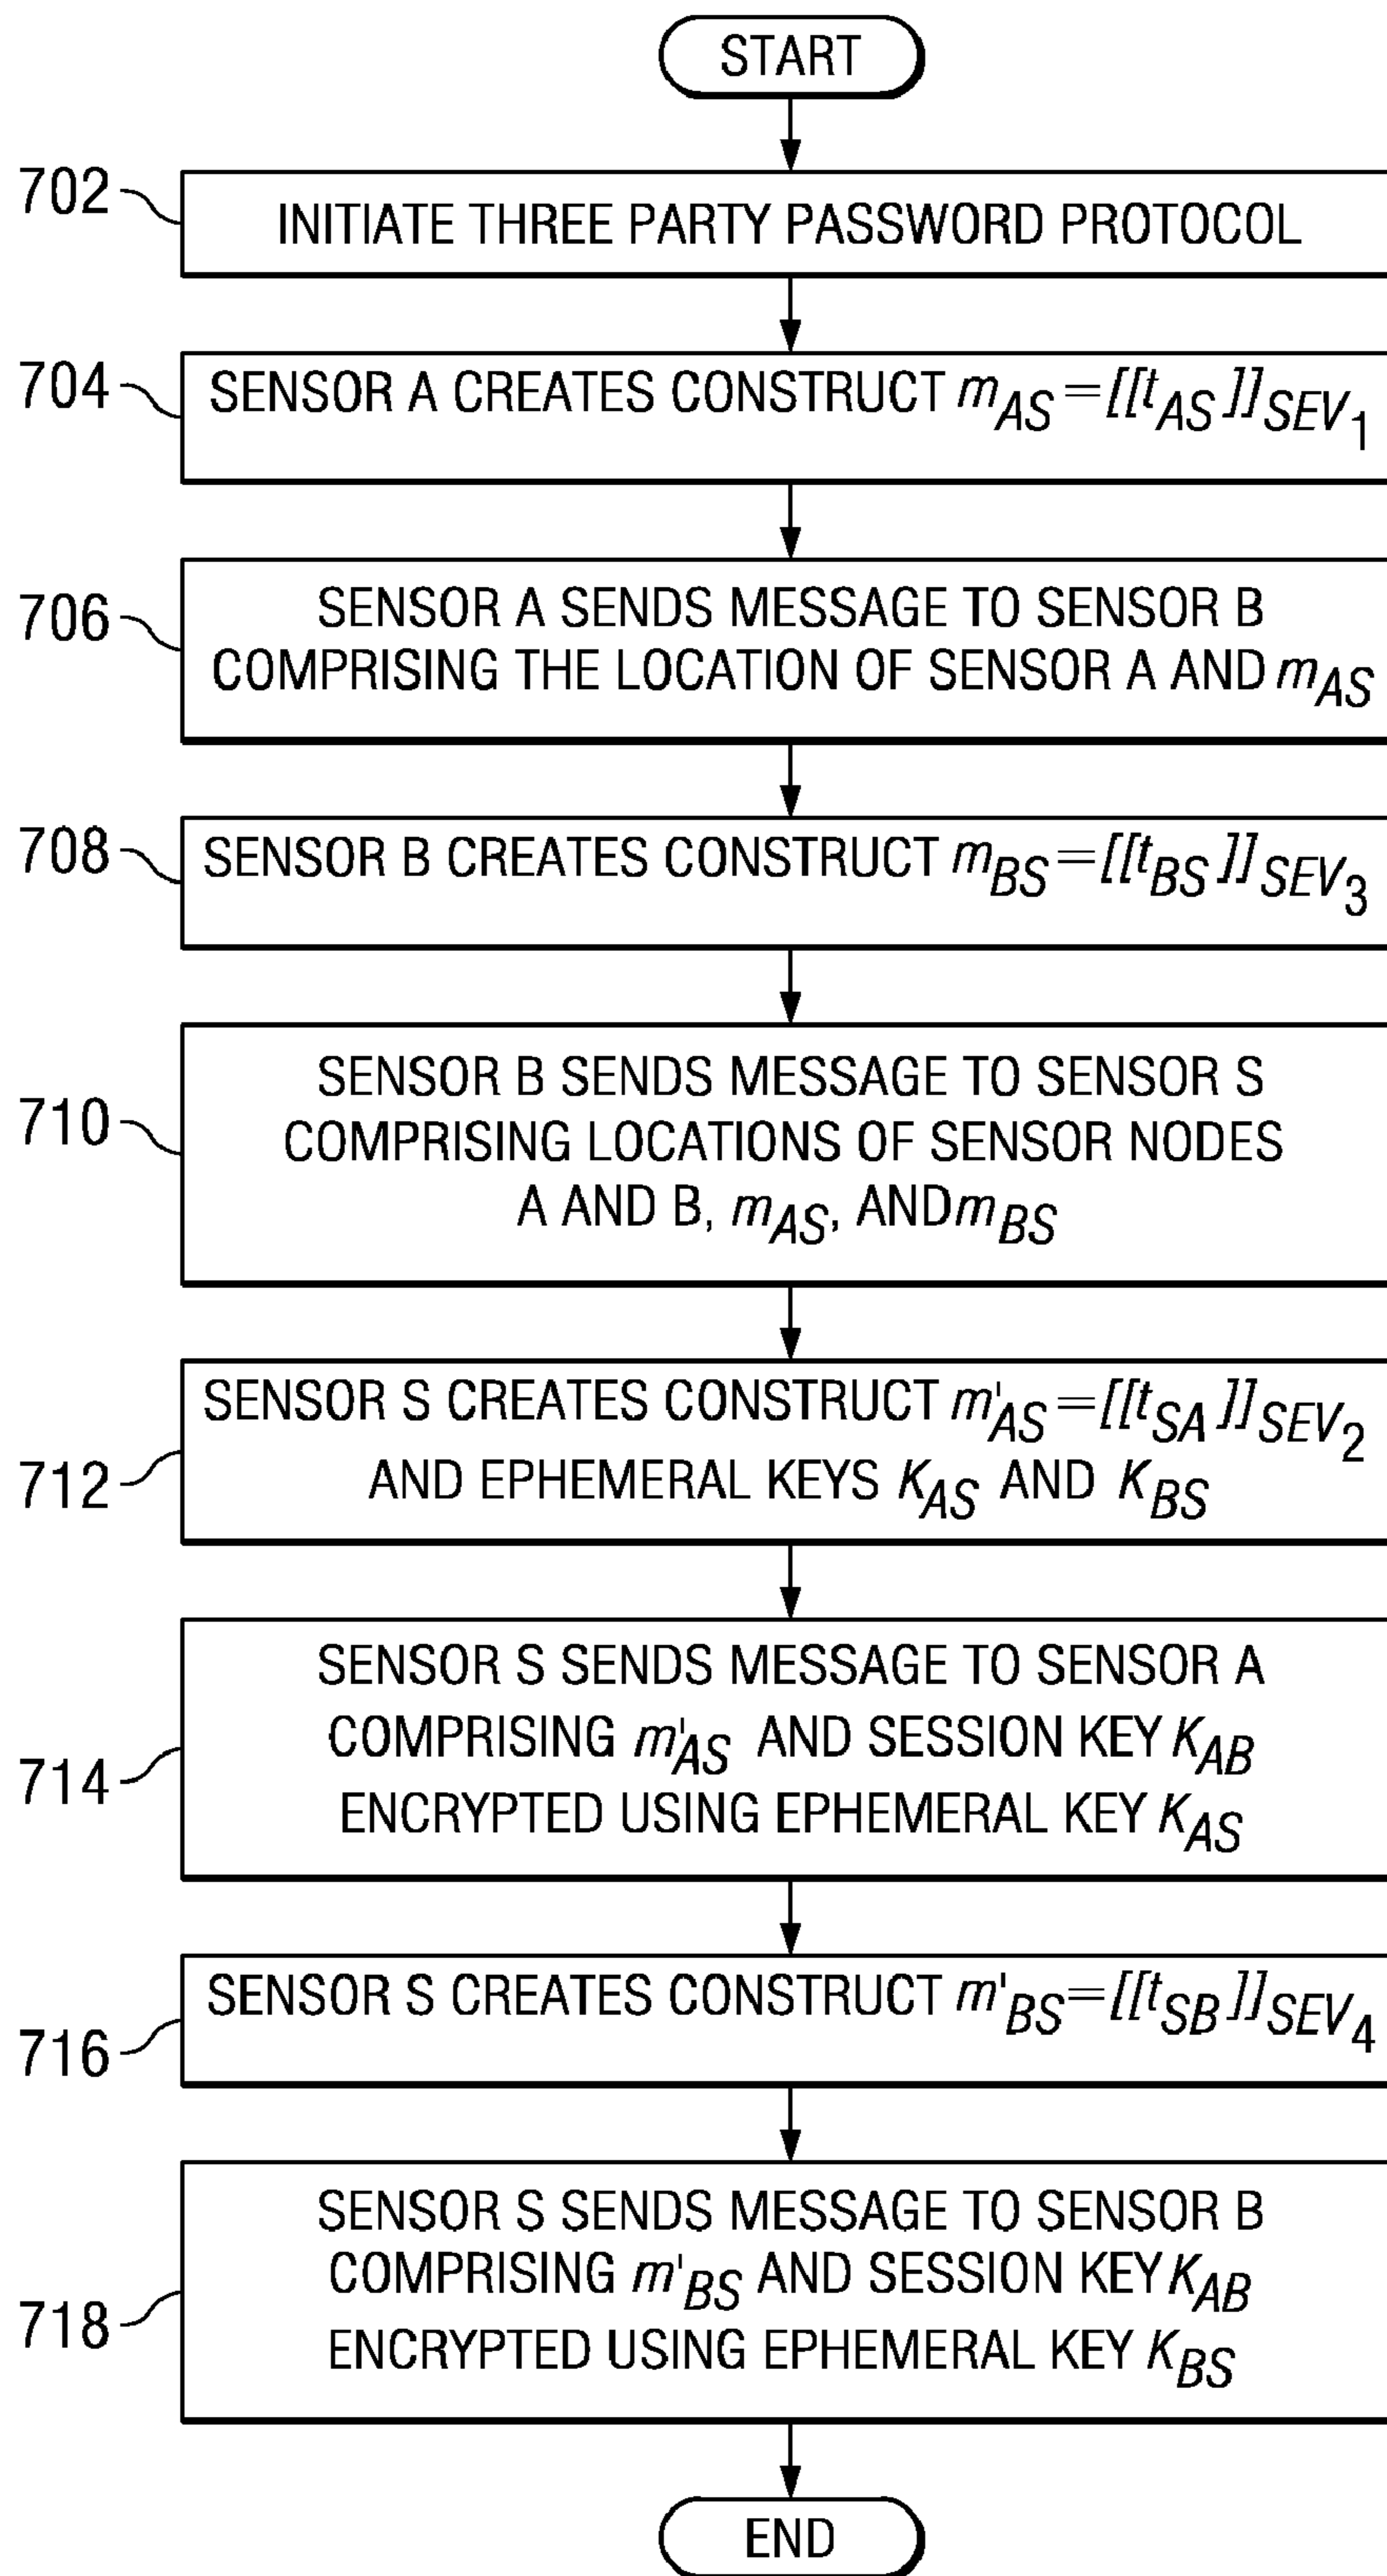 START
702
INITIATE THREE PARTY PASSWORD PROTOCOL
704
SENSOR A CREATES CONSTRUCT m_AS=[[t_AS]]_SEV_1
706
SENSOR A SENDS MESSAGE TO SENSOR B
COMPRISING THE LOCATION OF SENSOR A AND m_AS
708
SENSOR B CREATES CONSTRUCT m_BS=[[t_BS]]_SEV_3
710
SENSOR B SENDS MESSAGE TO SENSOR S
COMPRISING LOCATIONS OF SENSOR NODES
A AND B, m_AS, AND m_BS
712
SENSOR S CREATES CONSTRUCT m'_AS=[[t_SA]]_SEV_2
AND EPHEMERAL KEYS K_AS AND K_BS
714
SENSOR S SENDS MESSAGE TO SENSOR A
COMPRISING m'_AS AND SESSION KEY K_AB
ENCRYPTED USING EPHEMERAL KEY K_AS
716
SENSOR S CREATES CONSTRUCT m'_BS=[[t_SB]]_SEV_4
718
SENSOR S SENDS MESSAGE TO SENSOR B
COMPRISING m'_BS AND SESSION KEY K_AB
ENCRYPTED USING EPHEMERAL KEY K_BS
END